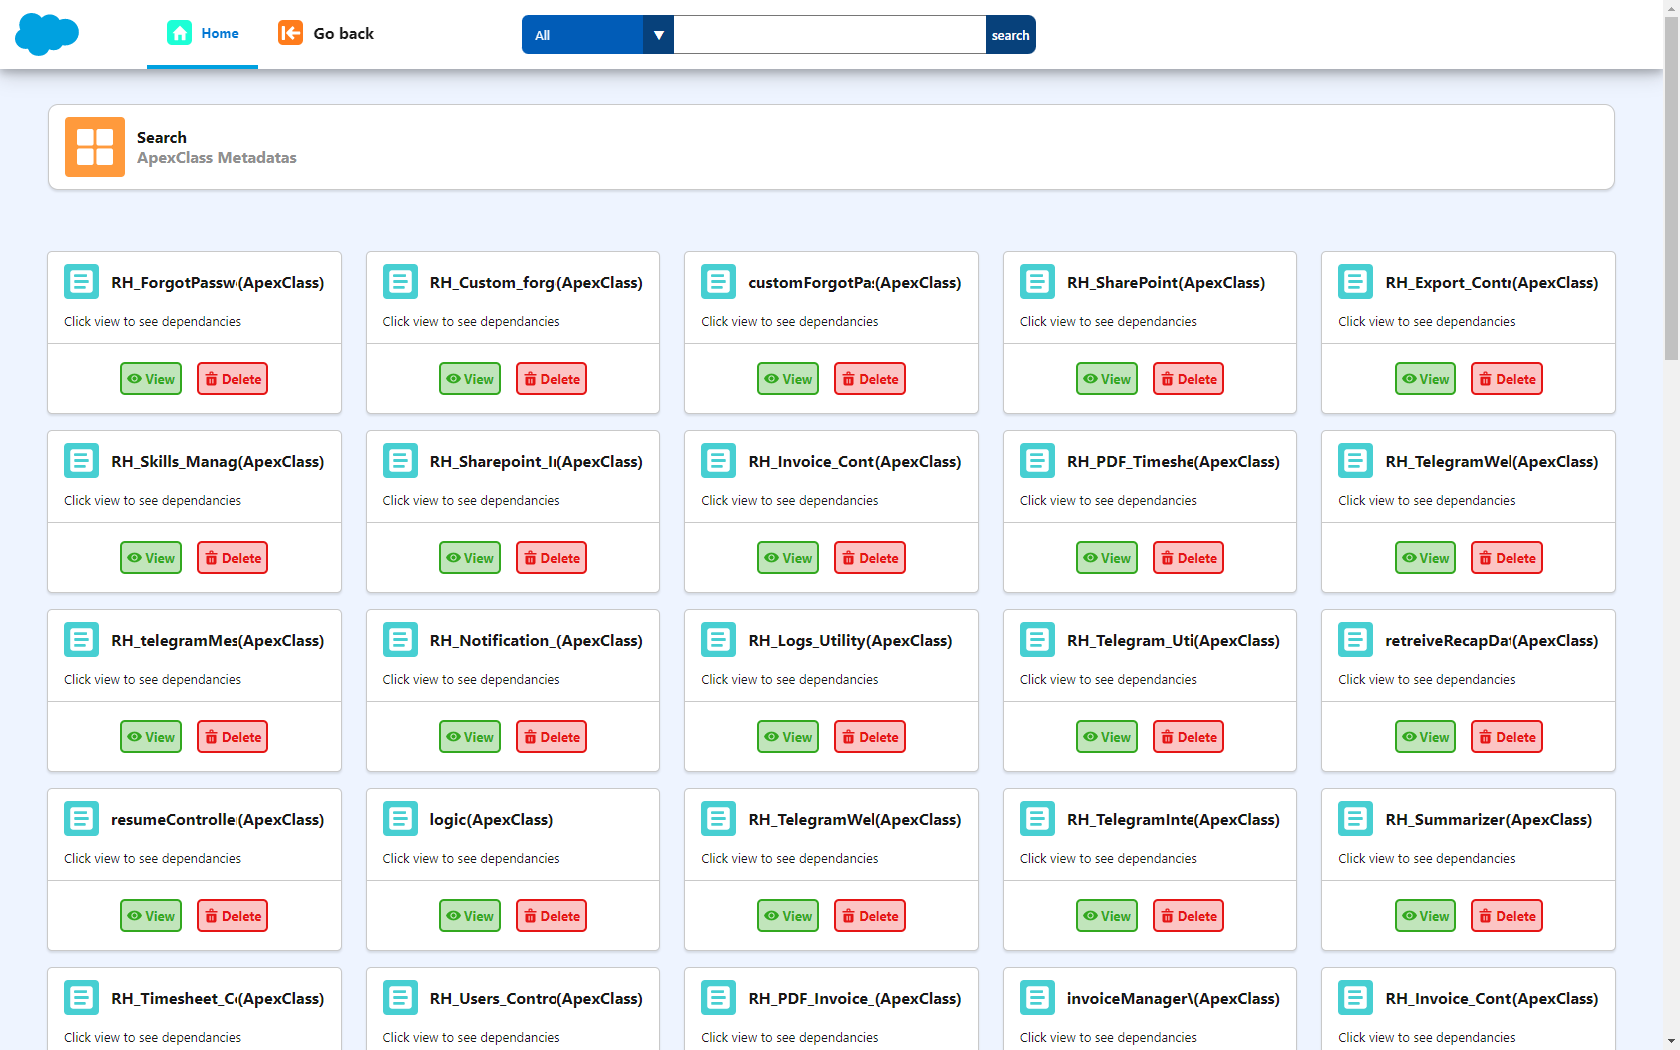 Home
Go back
All
search
Search
ApexClass Metadatas
RH_ForgotPassw(ApexClass)
Click view to see dependancies
View
Delete
RH_Custom_forg(ApexClass)
Click view to see dependancies
View
Delete
customForgotPa(ApexClass)
Click view to see dependancies
View
Delete
RH_SharePoint(ApexClass)
Click view to see dependancies
View
Delete
RH_Export_Cont(ApexClass)
Click view to see dependancies
View
Delete
RH_Skills_Manag(ApexClass)
Click view to see dependancies
View
Delete
RH_Sharepoint_I(ApexClass)
Click view to see dependancies
View
Delete
RH_Invoice_Cont(ApexClass)
Click view to see dependancies
View
Delete
RH_PDF_Timeshe(ApexClass)
Click view to see dependancies
View
Delete
RH_TelegramWe(ApexClass)
Click view to see dependancies
View
Delete
RH_telegramMes(ApexClass)
Click view to see dependancies
View
Delete
RH_Notification_(ApexClass)
Click view to see dependancies
View
Delete
RH_Logs_Utility(ApexClass)
Click view to see dependancies
View
Delete
RH_Telegram_Uti(ApexClass)
Click view to see dependancies
View
Delete
retreiveRecapDa(ApexClass)
Click view to see dependancies
View
Delete
resumeControlle(ApexClass)
Click view to see dependancies
View
Delete
logic(ApexClass)
Click view to see dependancies
View
Delete
RH_TelegramWe(ApexClass)
Click view to see dependancies
View
Delete
RH_TelegramInte(ApexClass)
Click view to see dependancies
View
Delete
RH_Summarizer(ApexClass)
Click view to see dependancies
View
Delete
RH_Timesheet_C(ApexClass)
Click view to see dependancies
RH_Users_Contro(ApexClass)
Click view to see dependancies
RH_PDF_Invoice_(ApexClass)
Click view to see dependancies
invoiceManager(ApexClass)
Click view to see dependancies
RH_Invoice_Cont(ApexClass)
Click view to see dependancies